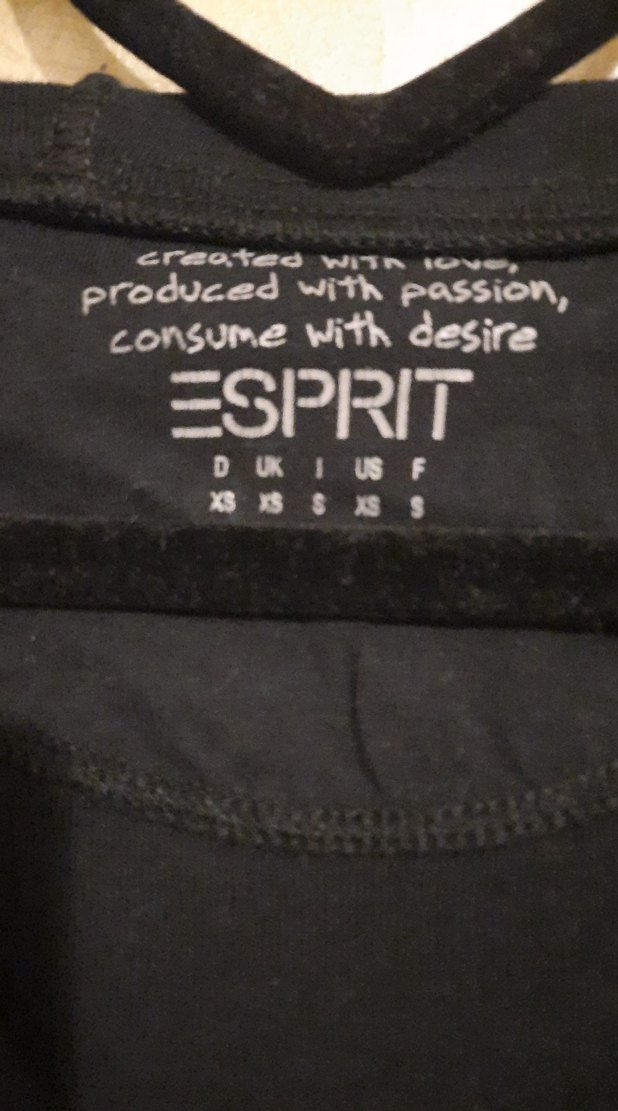 created with love,
produced with passion,
consume with desire
ESPRIT
D UK I US F
XS XS S XS S